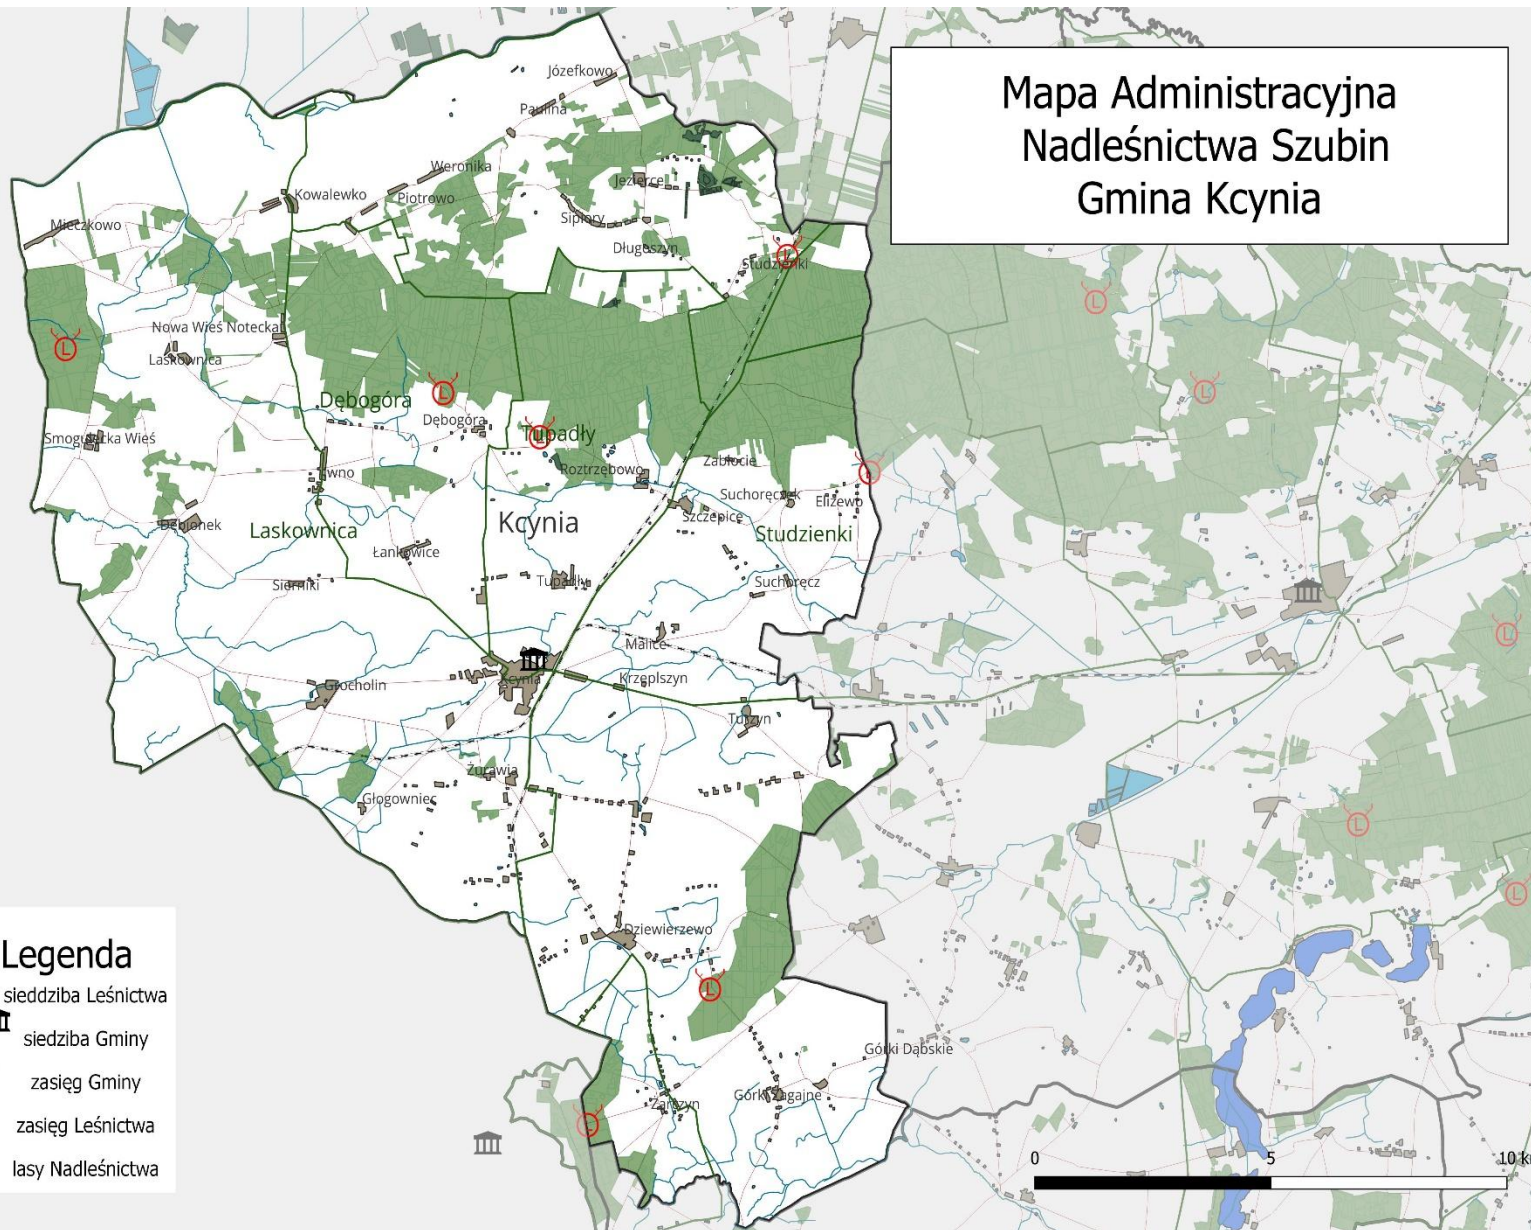 Mapa Administracyjna
Nadleśnictwa Szubin
Gmina Kcynia
Józefkowo
Paulina
Weronika
Jezierce
Kowalewko
Piotrowo
Sipiory
Mieczkowo
Długoszyn
Studzienki
Nowa Wieś Notecka
Laskownica
Dębogóra
Dębogóra
Tupadły
Smogulecka Wieś
Iwno
Roztrzębowo
Zabłocie
Suchoręczek
Elizewo
Szczepice
Dębionek
Laskownica
Kcynia
Studzienki
Łankowice
Sierniki
Tupadły
Suchoręcz
Malice
Kcynia
Krzepiszyn
Grocholin
Turzyn
Żurawia
Głogowniec
Dziewierzewo
Górki Dąbskie
Żarczyn
Górki Zagajne
Legenda
sieddziba Leśnictwa
siedziba Gminy
zasięg Gminy
zasięg Leśnictwa
lasy Nadleśnictwa
0 5 10 k
L
L
L
L
L
L
L
L
L
L
L
L
L